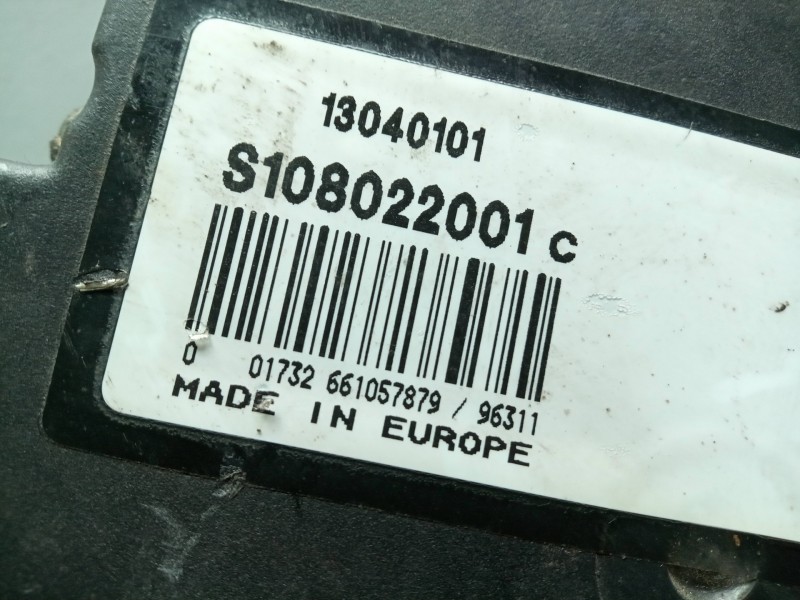 13040101
S108022001 C
0 01732 661057879 / 96311
MADE IN EUROPE